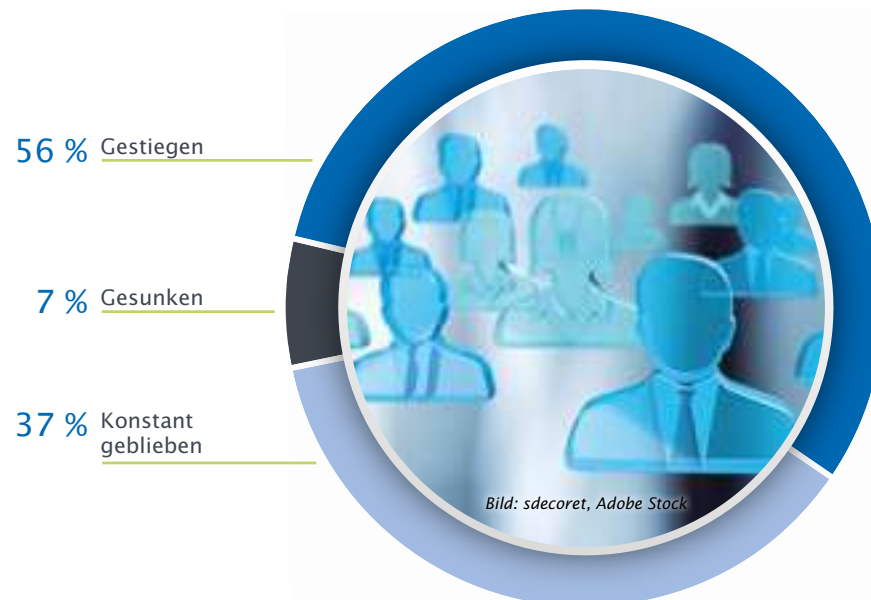 56 % Gestiegen
7 % Gesunken
37 % Konstant
geblieben
Bild: sdecoret, Adobe Stock